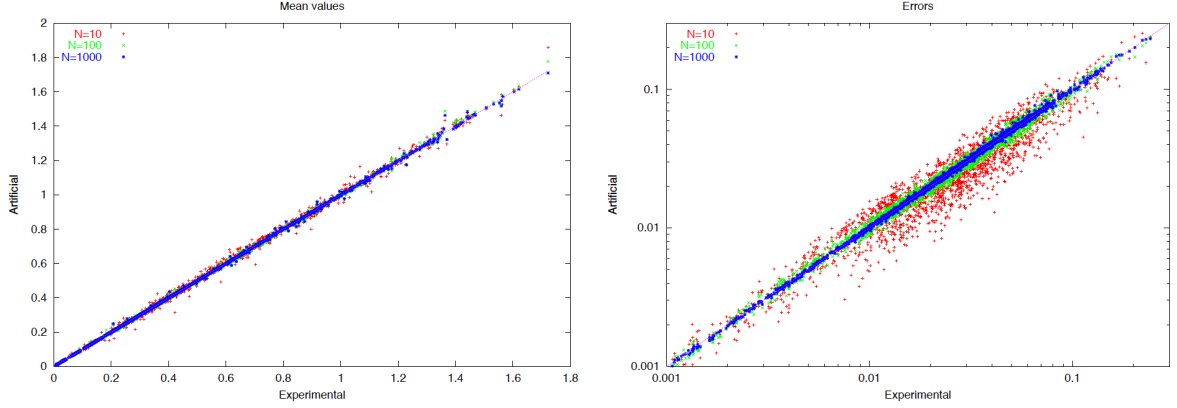 Mean values
N=10
N=100
N=1000
2
1.8
1.6
1.4
1.2
1
0.8
0.6
0.4
0.2
0
Artificial
0 0.2 0.4 0.6 0.8 1 1.2 1.4 1.6 1.8
Experimental
Errors
N=10
N=100
N=1000
0.1
0.01
0.001
Artificial
0.001 0.01 0.1
Experimental